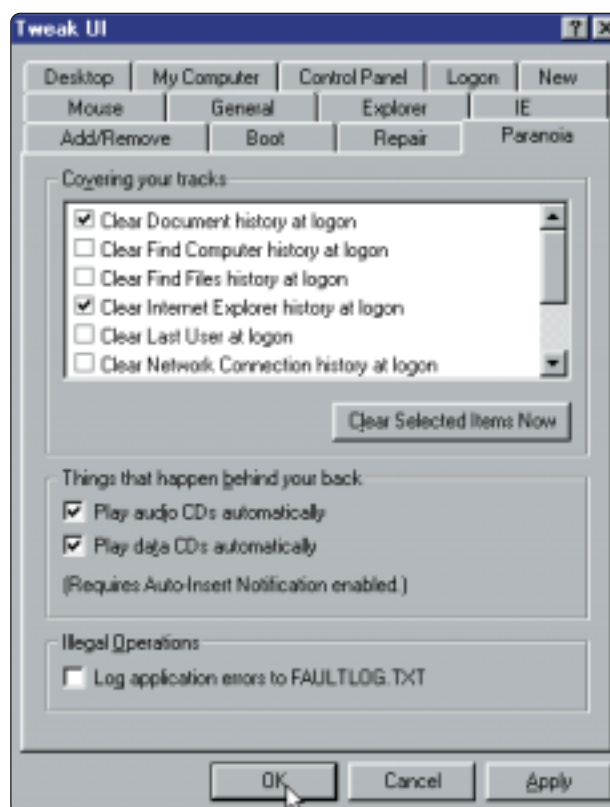 Tweak UI
Desktop My Computer Control Panel Logon New
Mouse General Explorer IE
Add/Remove Boot Repair Paranoia
Covering your tracks
Clear Document history at logon
Clear Find Computer history at logon
Clear Find Files history at logon
Clear Internet Explorer history at logon
Clear Last User at logon
Clear Network Connection history at logon
Clear Selected Items Now
Things that happen behind your back
Play audio CDs automatically
Play data CDs automatically
(Requires Auto-Insert Notification enabled.)
Illegal Operations
Log application errors to FAULTLOG.TXT
OK Cancel Apply